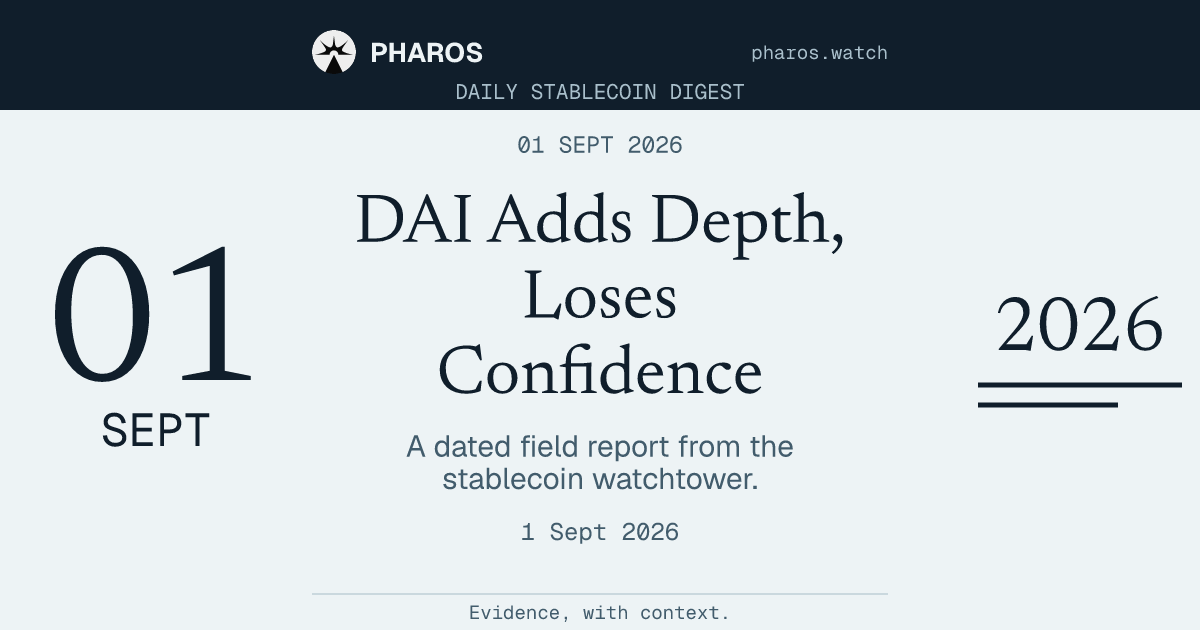 PHAROS
pharos.watch
DAILY STABLECOIN DIGEST
01 SEPT 2026
DAI Adds Depth,
Loses
Confidence
01
SEPT
2026
A dated field report from the
stablecoin watchtower.
1 Sept 2026
Evidence, with context.